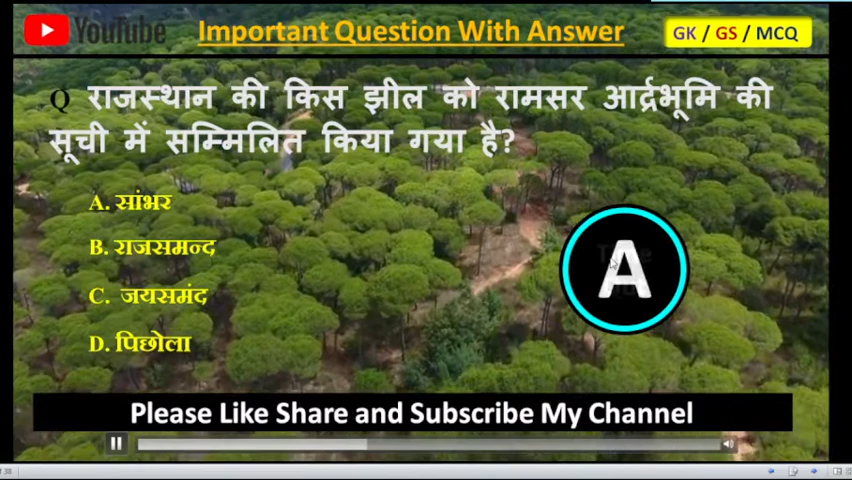 YouTube Important Question With Answer GK / GS / MCQ
Q राजस्थान की किस झील को रामसर आर्द्रभूमि की
सूची में सम्मिलित किया गया है?
A. सांभर
B. राजसमन्द
C. जयसमंद
D. पिछोला
A
Please Like Share and Subscribe My Channel